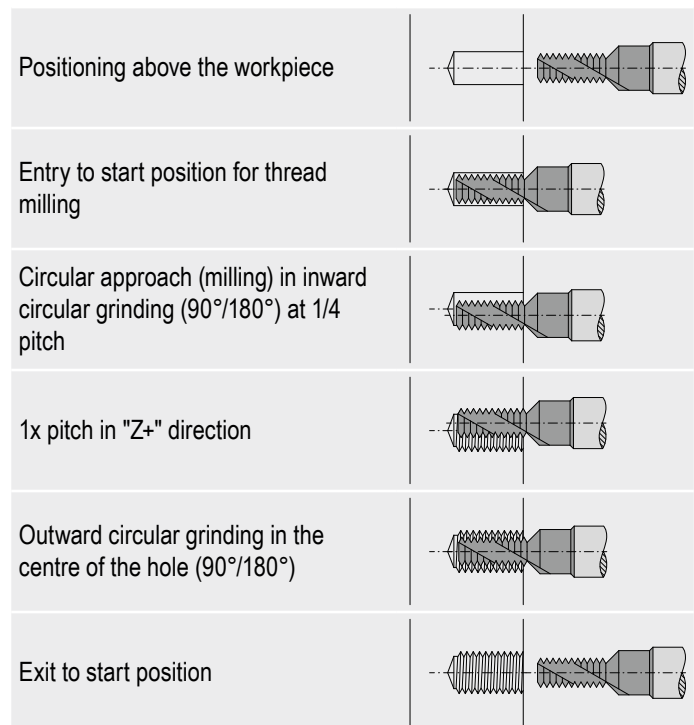 Positioning above the workpiece
Entry to start position for thread
milling
Circular approach (milling) in inward
circular grinding (90°/180°) at 1/4
pitch
1x pitch in "Z+" direction
Outward circular grinding in the
centre of the hole (90°/180°)
Exit to start position